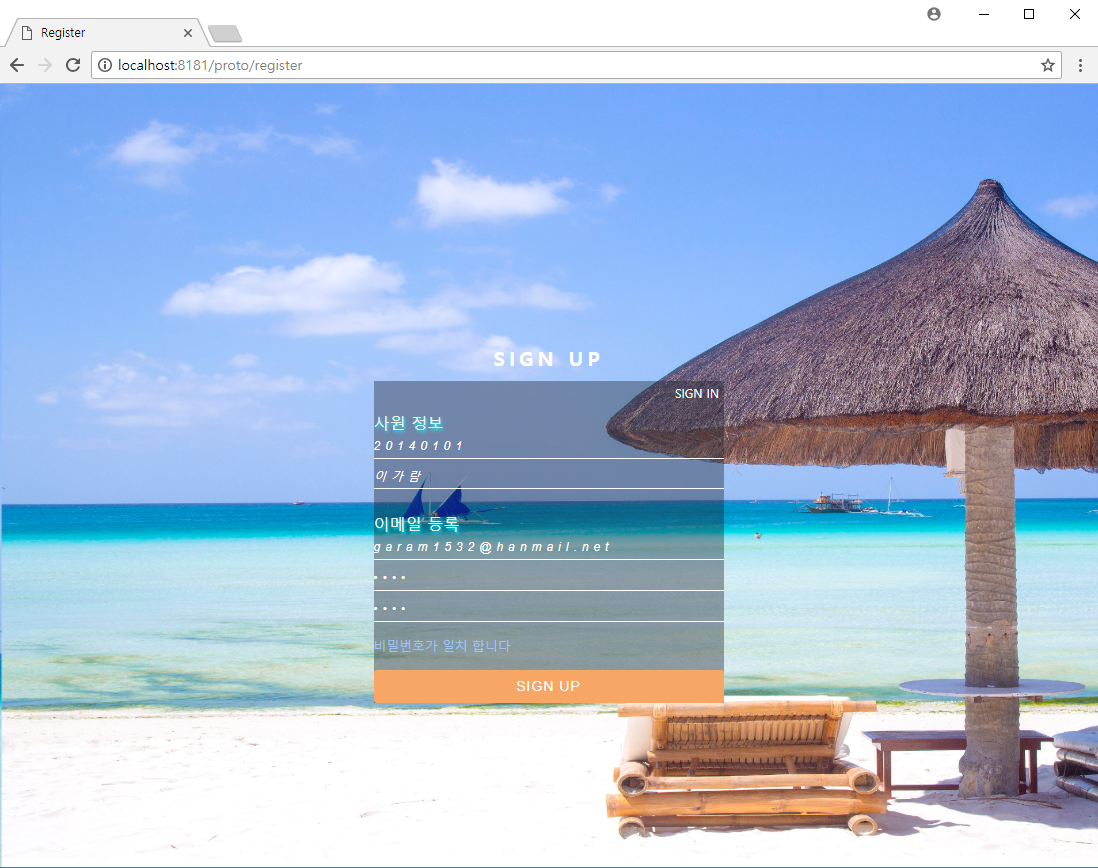 Register
localhost:8181/proto/register
SIGN UP
SIGN IN
사원 정보
20140101
이가람
이메일 등록
garam1532@hanmail.net
••••
••••
비밀번호가 일치 합니다
SIGN UP